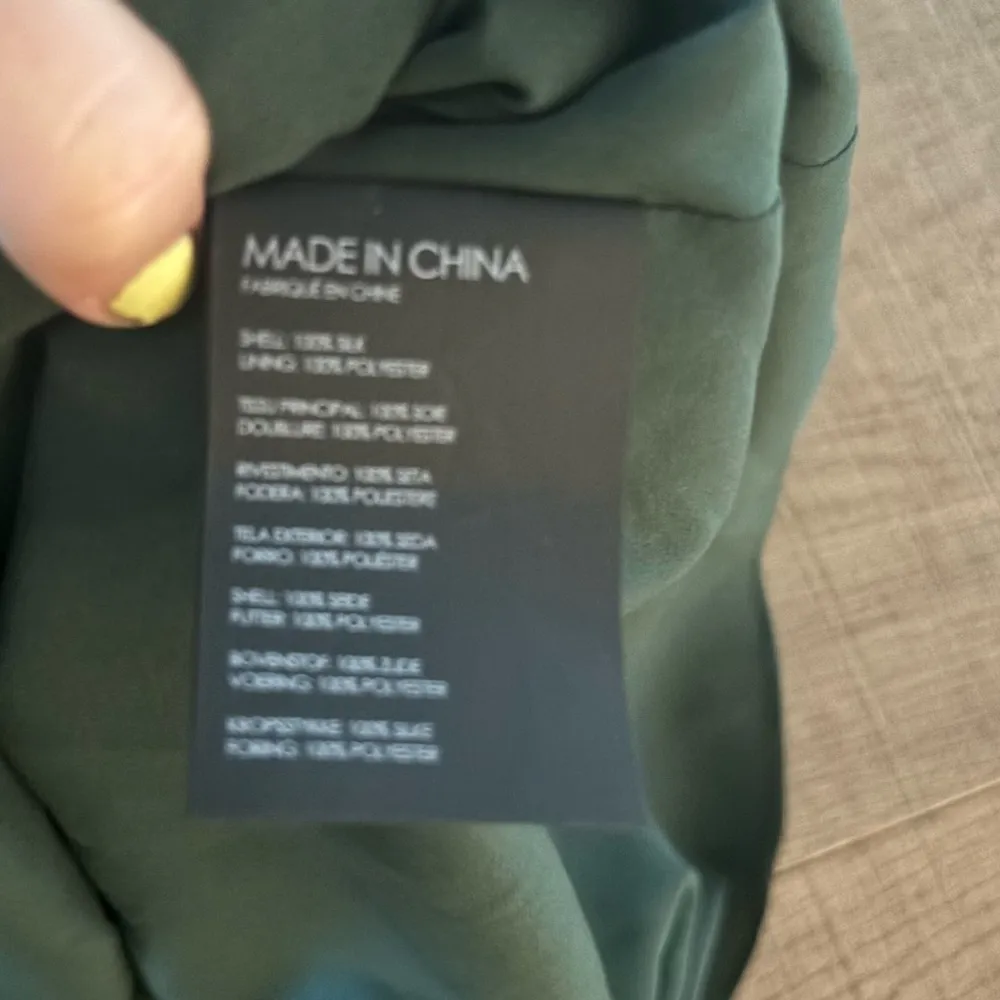 MADE IN CHINA
FABRIQUÉ EN CHINE
SHELL: 100% SILK
LINING: 100% POLYESTER
TISSU PRINCIPAL: 100% SOIE
DOUBLURE: 100% POLYESTER
RIVESTIMENTO: 100% SETA
FODERA: 100% POLIESTERE
TELA EXTERIOR: 100% SEDA
FORRO: 100% POLIÉSTER
SHELL: 100% SEIDE
FUTTER: 100% POLYESTER
BOVENSTOF: 100% ZIJDE
VOERING: 100% POLYESTER
100% SILKE
100% POLYESTER